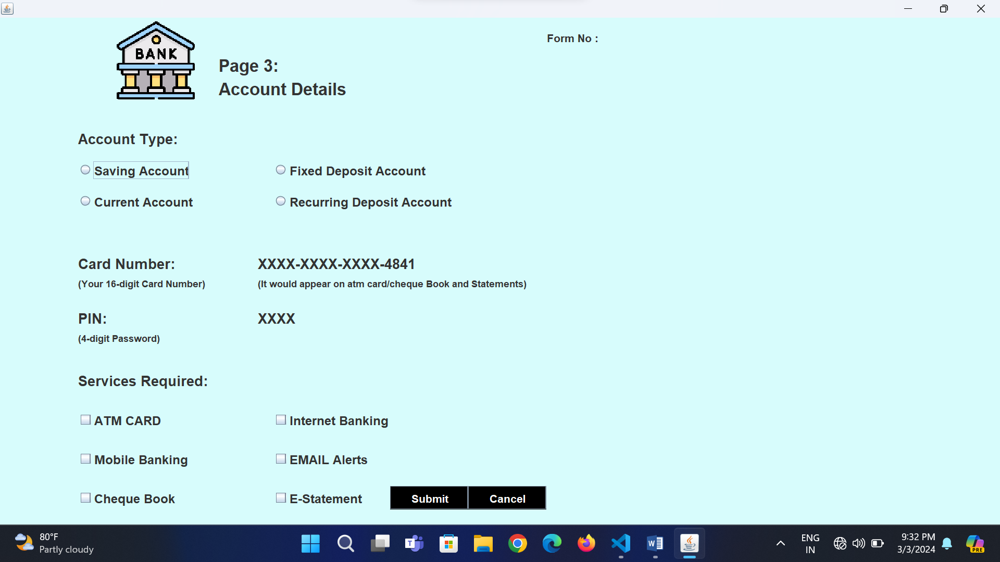 BANK
Form No :
Page 3:
Account Details
Account Type:
Saving Account
Fixed Deposit Account
Current Account
Recurring Deposit Account
Card Number:
XXXX-XXXX-XXXX-4841
(Your 16-digit Card Number)
(It would appear on atm card/cheque Book and Statements)
PIN:
XXXX
(4-digit Password)
Services Required:
ATM CARD
Internet Banking
Mobile Banking
EMAIL Alerts
Cheque Book
E-Statement
Submit
Cancel
80°F
Partly cloudy
T
W
ENG
IN
9:32 PM
3/3/2024
PRE